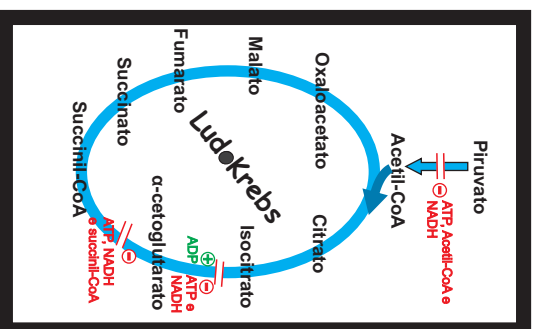 Piruvato
⊖ ATP, Acetil-CoA e
NADH
Acetil-CoA
Oxaloacetato
Citrato
Malato
Isocitrato
Fumarato
LudoKrebs
ADP ⊕
⊖ ATP e
NADH
Succinato
α-cetoglutarato
Succinil-CoA
⊖
ATP, NADH
e succinil-CoA